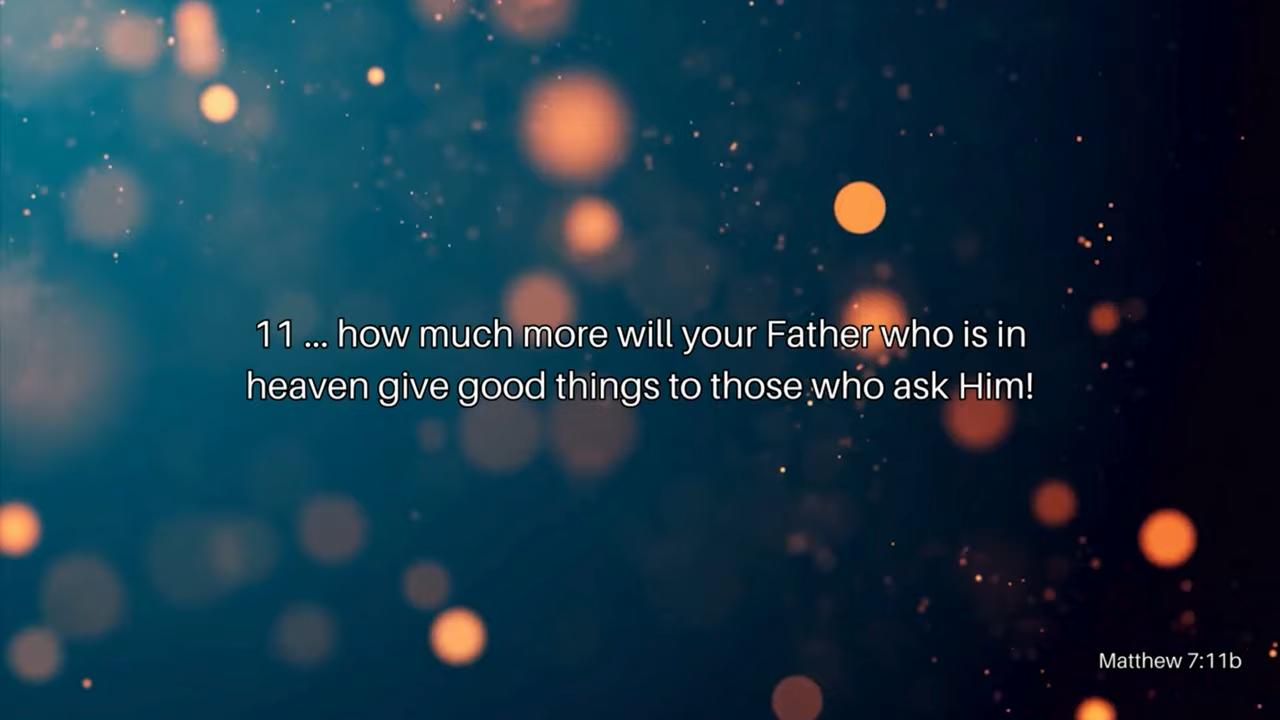 11 ... how much more will your Father who is in
heaven give good things to those who ask Him!
Matthew 7:11b